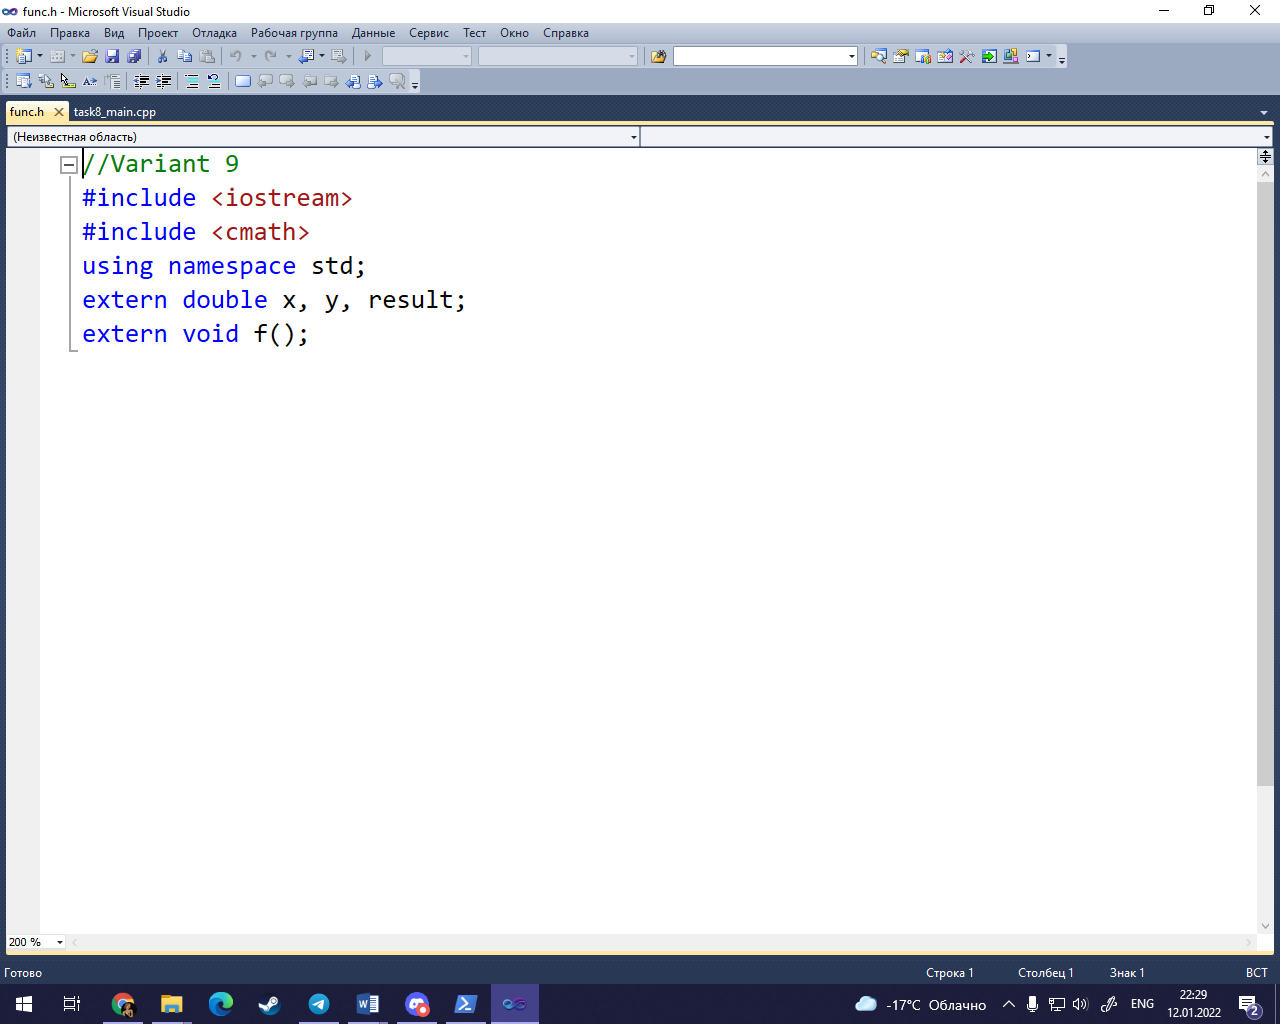 func.h - Microsoft Visual Studio
Файл Правка Вид Проект Отладка Рабочая группа Данные Сервис Тест Окно Справка
func.h task8_main.cpp
(Неизвестная область)
//Variant 9
#include <iostream>
#include <cmath>
using namespace std;
extern double x, y, result;
extern void f();
200 %
Готово Строка 1 Столбец 1 Знак 1 ВСТ
-17°C Облачно ENG 22:29
12.01.2022 2